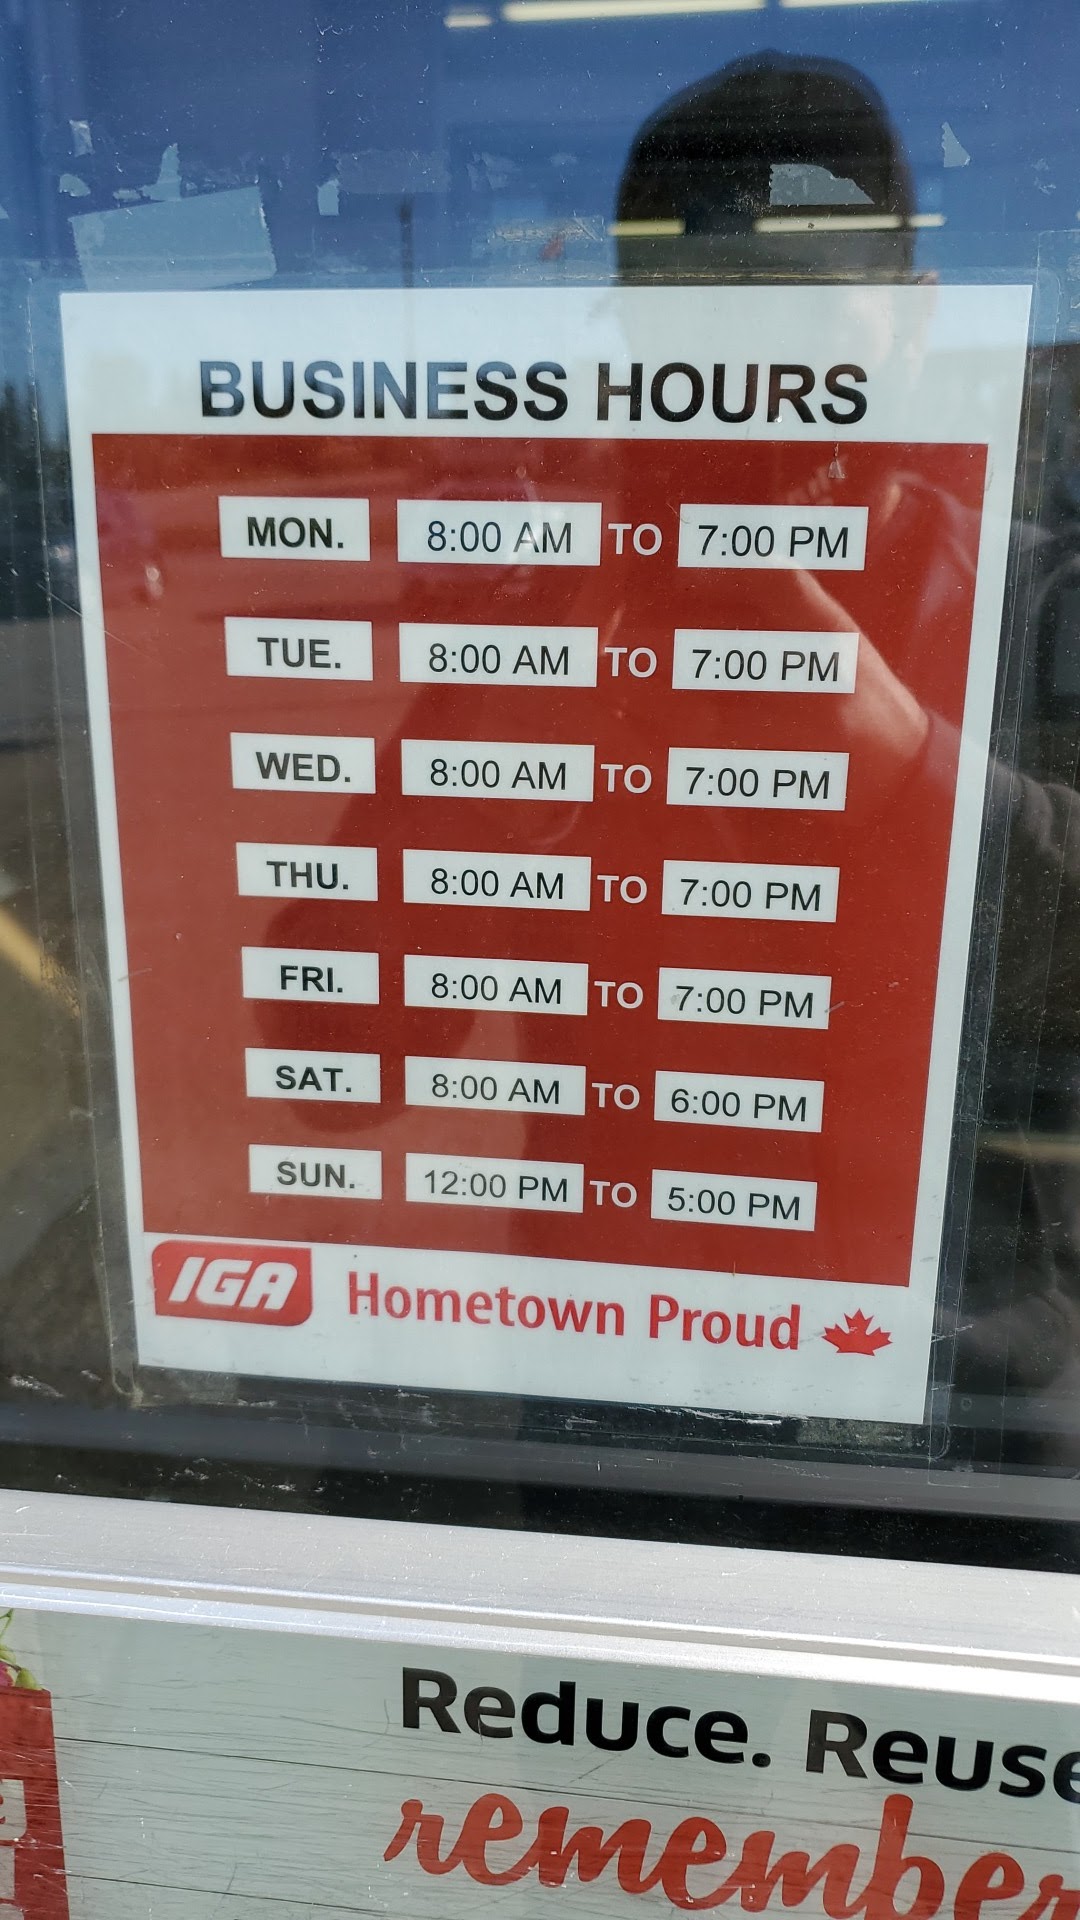 BUSINESS HOURS
MON. 8:00 AM TO 7:00 PM
TUE. 8:00 AM TO 7:00 PM
WED. 8:00 AM TO 7:00 PM
THU. 8:00 AM TO 7:00 PM
FRI. 8:00 AM TO 7:00 PM
SAT. 8:00 AM TO 6:00 PM
SUN. 12:00 PM TO 5:00 PM
IGA Hometown Proud
Reduce. Reuse
remember